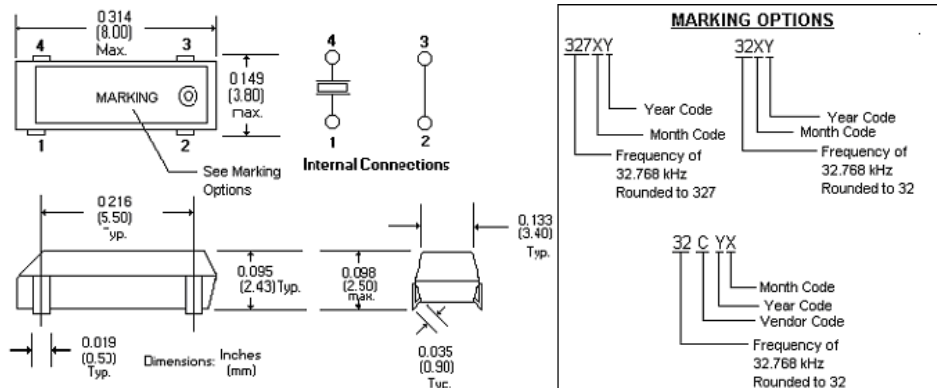 0.314
(8.00)
Max.
4
3
0.149
(3.80)
max.
MARKING
1
2
See Marking
Options
4
3
1
2
Internal Connections
0.216
(5.50)
Typ.
0.095
(2.43) Typ.
0.098
(2.50)
max.
0.133
(3.40)
Typ.
0.019
(0.50)
Typ.
Dimensions: Inches
(mm)
0.035
(0.90)
Typ.
MARKING OPTIONS
327XY
Year Code
Month Code
Frequency of
32.768 kHz
Rounded to 327
32XY
Year Code
Month Code
Frequency of
32.768 kHz
Rounded to 32
32 C YX
Month Code
Year Code
Vendor Code
Frequency of
32.768 kHz
Rounded to 32